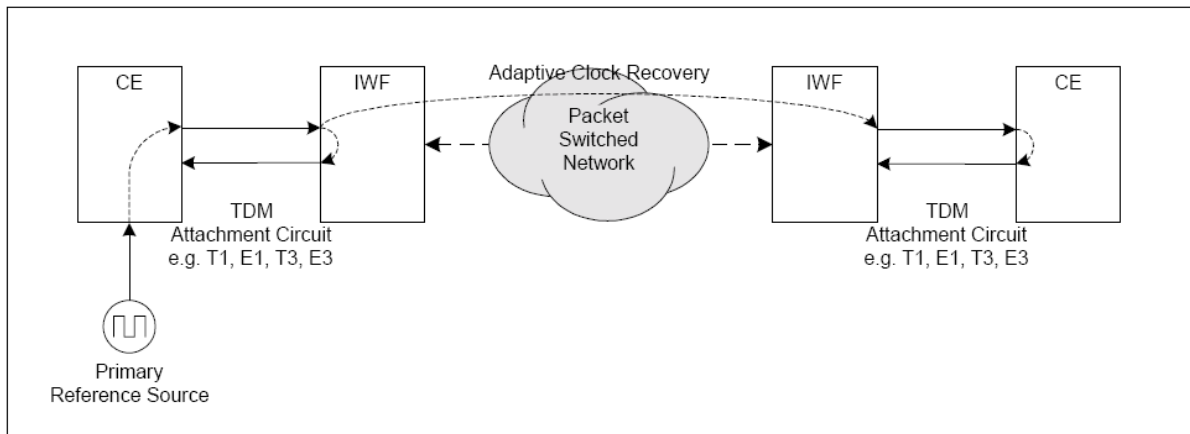 CE
IWF
Adaptive Clock Recovery
IWF
CE
Packet
Switched
Network
TDM
Attachment Circuit
e.g. T1, E1, T3, E3
TDM
Attachment Circuit
e.g. T1, E1, T3, E3
Primary
Reference Source